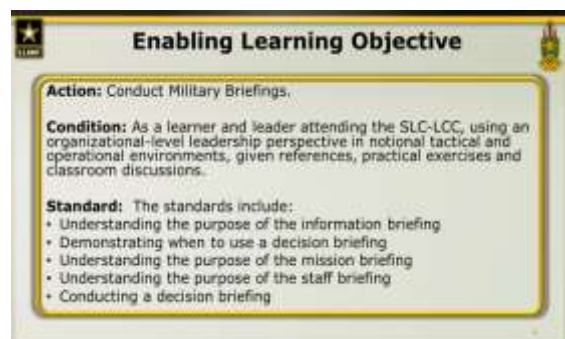 Enabling Learning Objective
Action: Conduct Military Briefings.
Condition: As a learner and leader attending the SLC-LCC, using an
organizational-level leadership perspective in notional tactical and
operational environments, given references, practical exercises and
classroom discussions.
Standard: The standards include:
• Understanding the purpose of the information briefing
• Demonstrating when to use a decision briefing
• Understanding the purpose of the mission briefing
• Understanding the purpose of the staff briefing
• Conducting a decision briefing